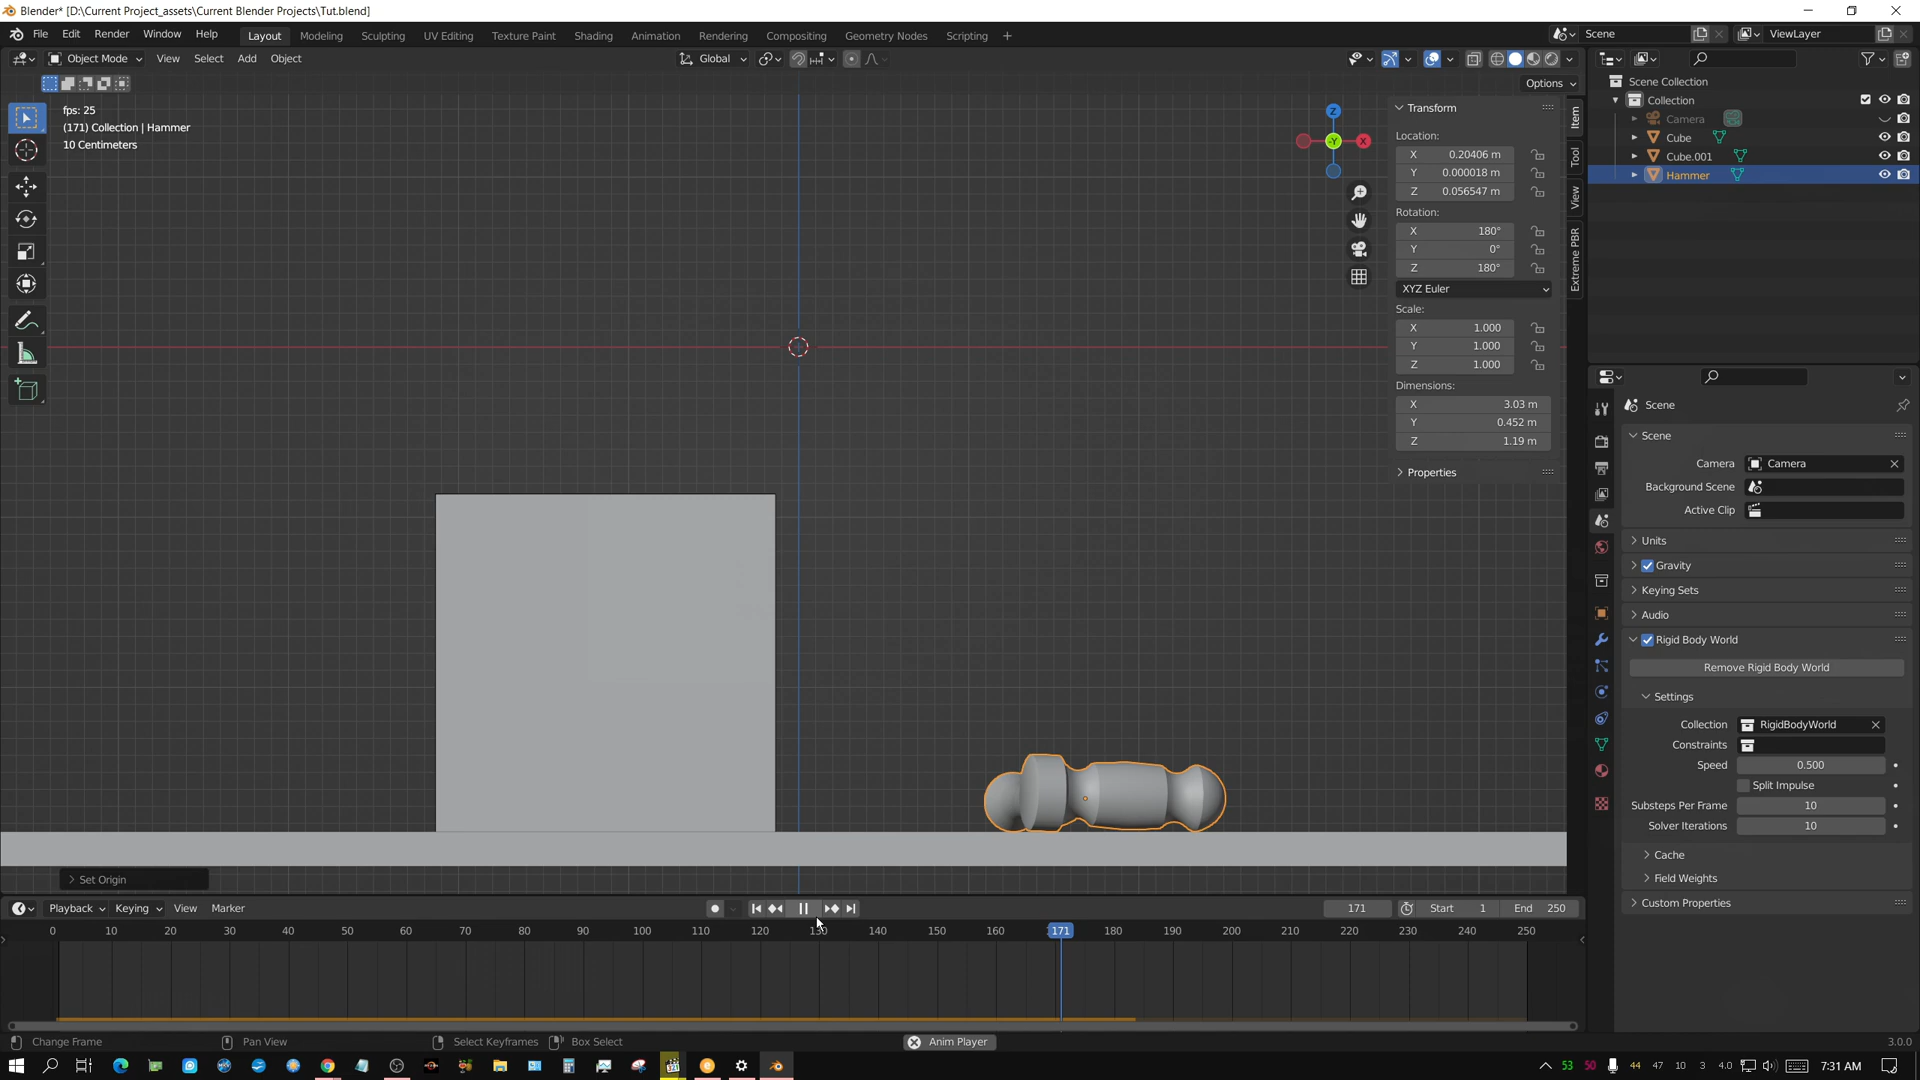 Blender* [D:\Current Project_assets\Current Blender Projects\Tut.blend]
File Edit Render Window Help Layout Modeling Sculpting UV Editing Texture Paint Shading Animation Rendering Compositing Geometry Nodes Scripting + Scene ViewLayer
Object Mode View Select Add Object Global
Options
fps: 25
(171) Collection | Hammer
10 Centimeters
Z
Y
X
Transform
Location:
X 0.20406 m
Y 0.000018 m
Z 0.056547 m
Rotation:
X 180°
Y 0°
Z 180°
XYZ Euler
Scale:
X 1.000
Y 1.000
Z 1.000
Dimensions:
X 3.03 m
Y 0.452 m
Z 1.19 m
Properties
Item
Tool
View
Extreme PBR
Scene Collection
Collection
Camera
Cube
Cube.001
Hammer
Scene
Scene
Camera Camera
Background Scene
Active Clip
Units
Gravity
Keying Sets
Audio
Rigid Body World
Remove Rigid Body World
Settings
Collection RigidBodyWorld
Constraints
Speed 0.500
Split Impulse
Substeps Per Frame 10
Solver Iterations 10
Cache
Field Weights
Custom Properties
Set Origin
Playback Keying View Marker 171 Start 1 End 250
0 10 20 30 40 50 60 70 80 90 100 110 120 130 140 150 160 171 180 190 200 210 220 230 240 250
Change Frame Pan View Select Keyframes Box Select Anim Player 3.0.0
53 50 44 47 10 3 4.0 7:31 AM